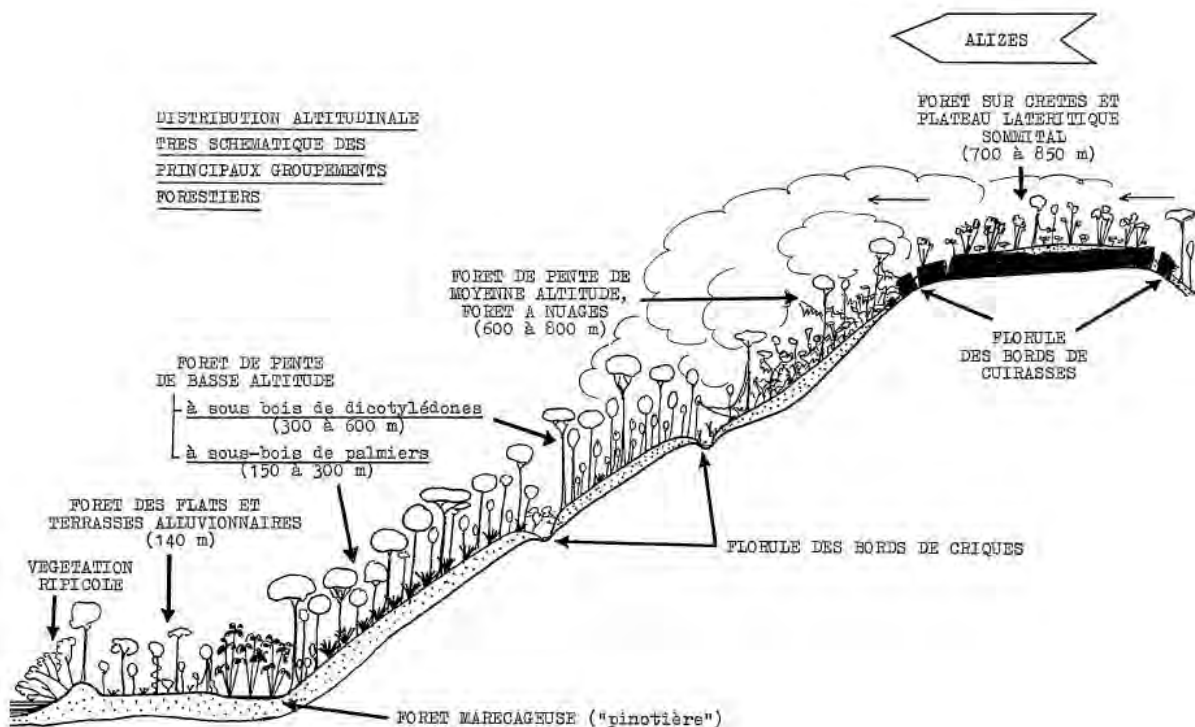 ALIZES
DISTRIBUTION ALTITUDINALE
TRES SCHEMATIQUE DES
PRINCIPAUX GROUPEMENTS
FORESTIERS
FORET SUR CRETES ET
PLATEAU LATERITIQUE
SOMMITAL
(700 à 850 m)
FORET DE PENTE DE
MOYENNE ALTITUDE,
FORET A NUAGES
(600 à 800 m)
FLORULE
DES BORDS DE
CUIRASSES
FORET DE PENTE
DE BASSE ALTITUDE
à sous bois de dicotylédones
(300 à 600 m)
à sous-bois de palmiers
(150 à 300 m)
FORET DES FLATS ET
TERRASSES ALLUVIONNAIRES
(140 m)
VEGETATION
RIPICOLE
FLORULE DES BORDS DE CRIQUES
FORET MARECAGEUSE ("pinotière")